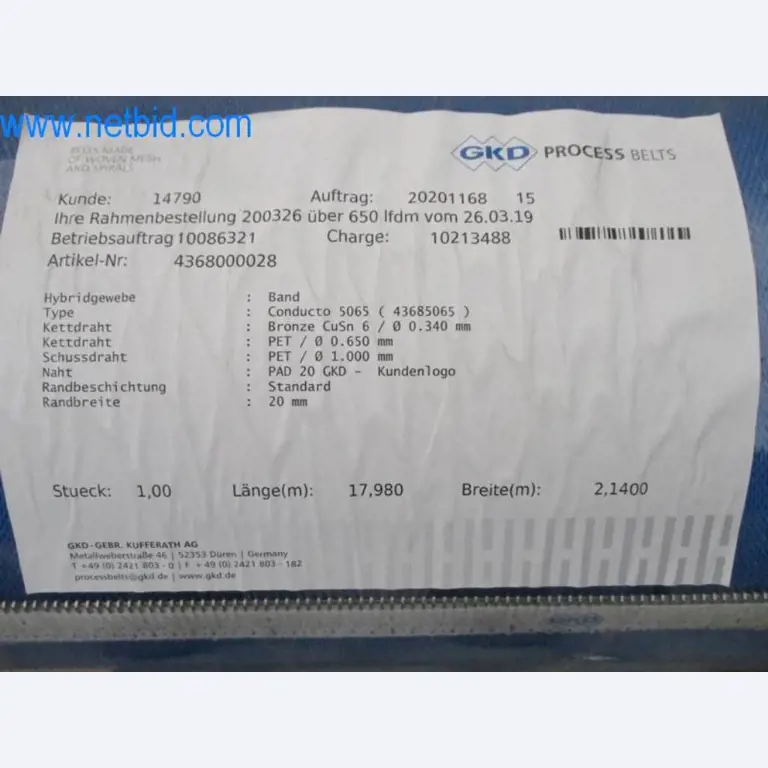 www.netbid.com
BELTS MADE
OF WOVEN MESH
AND SPIRALS
GKD PROCESS BELTS
Kunde: 14790 Auftrag: 20201168 15
Ihre Rahmenbestellung 200326 über 650 lfdm vom 26.03.19
Betriebsauftrag 10086321 Charge: 10213488
Artikel-Nr: 4368000028
Hybridgewebe : Band
Type : Conducto 5065 ( 43685065 )
Kettdraht : Bronze CuSn 6 / Ø 0.340 mm
Kettdraht : PET / Ø 0.650 mm
Schussdraht : PET / Ø 1.000 mm
Naht : PAD 20 GKD - Kundenlogo
Randbeschichtung : Standard
Randbreite : 20 mm
Stueck: 1,00 Länge(m): 17,980 Breite(m): 2,1400
GKD-GEBR. KUFFERATH AG
Metallweberstraße 46 | 52353 Düren | Germany
T +49 (0) 2421 803 - 0 | F +49 (0) 2421 803 - 182
processbelts@gkd.de | www.gkd.de